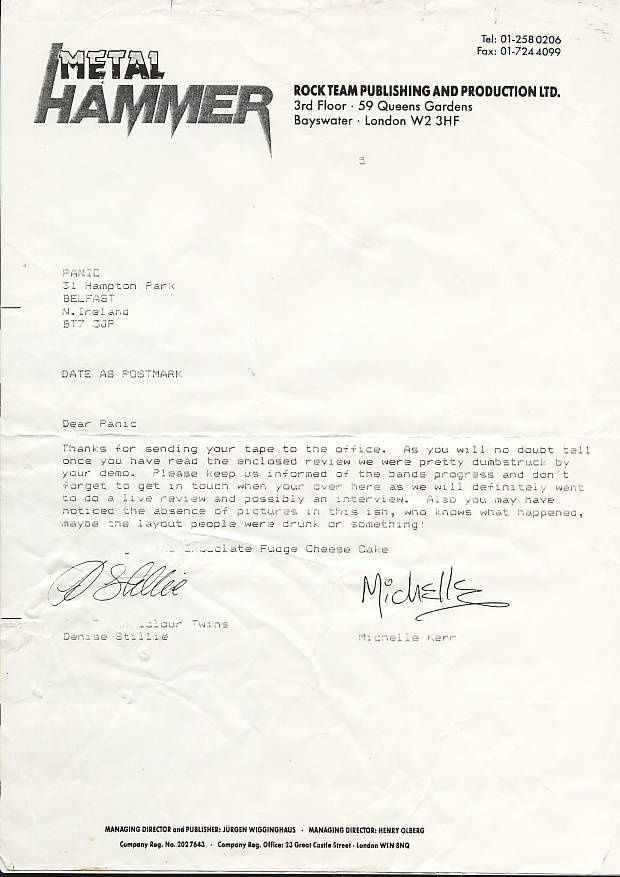 Tel: 01-258 0206
Fax: 01-724 4099
METAL
HAMMER
ROCK TEAM PUBLISHING AND PRODUCTION LTD.
3rd Floor · 59 Queens Gardens
Bayswater · London W2 3HF
PANIC
31 Hampton Park
BELFAST
N.Ireland
BT7 3JP
DATE AS POSTMARK
Dear Panic
Thanks for sending your tape to the office. As you will no doubt tell
once you have read the enclosed review we were pretty dumbstruck by
your demo. Please keep us informed of the bands progress and don't
forget to get in touch when your over here as we will definitely want
to do a live review and possibly an interview. Also you may have
noticed the absence of pictures in this ish, who knows what happened,
maybe the layout people were drunk or something!
Chocolate Fudge Cheese Cake
D Stillie
Michelle
Twins
Denise Stillie
Michelle Kerr
MANAGING DIRECTOR and PUBLISHER: JÜRGEN WIGGINGHAUS · MANAGING DIRECTOR: HENRY OLBERG
Company Reg. No. 2027643 · Company Reg. Office: 23 Great Castle Street · London W1N 8NQ